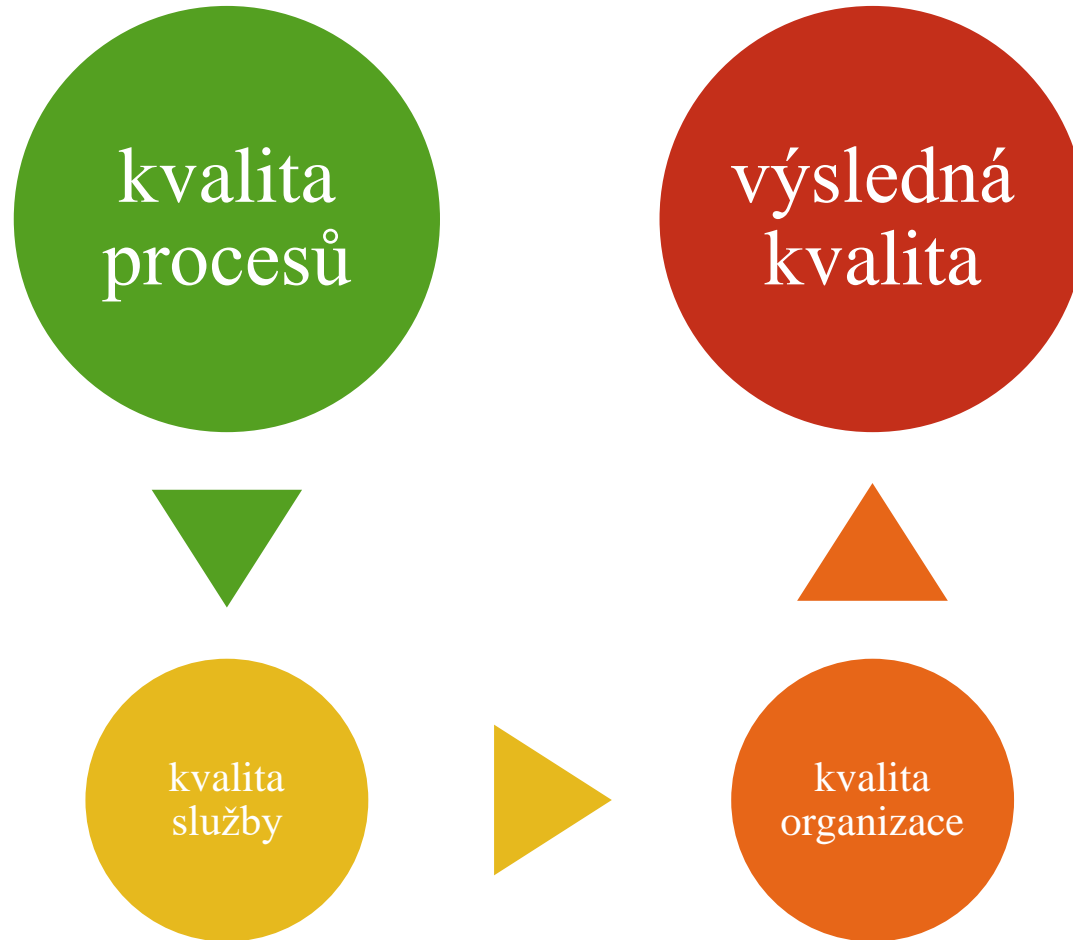 kvalita
procesů
výsledná
kvalita
kvalita
služby
kvalita
organizace